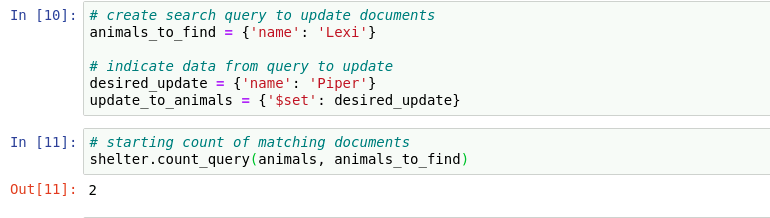 In [10]: # create search query to update documents
animals_to_find = {'name': 'Lexi'}
# indicate data from query to update
desired_update = {'name': 'Piper'}
update_to_animals = {'$set': desired_update}
In [11]: # starting count of matching documents
shelter.count_query(animals, animals_to_find)
Out[11]: 2